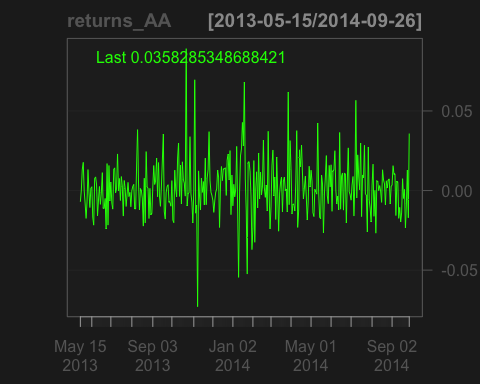 returns_AA [2013-05-15/2014-09-26]
Last 0.0358285348688421
0.05
0.00
-0.05
May 15 Sep 03 Jan 02 May 01 Sep 02
2013 2013 2014 2014 2014